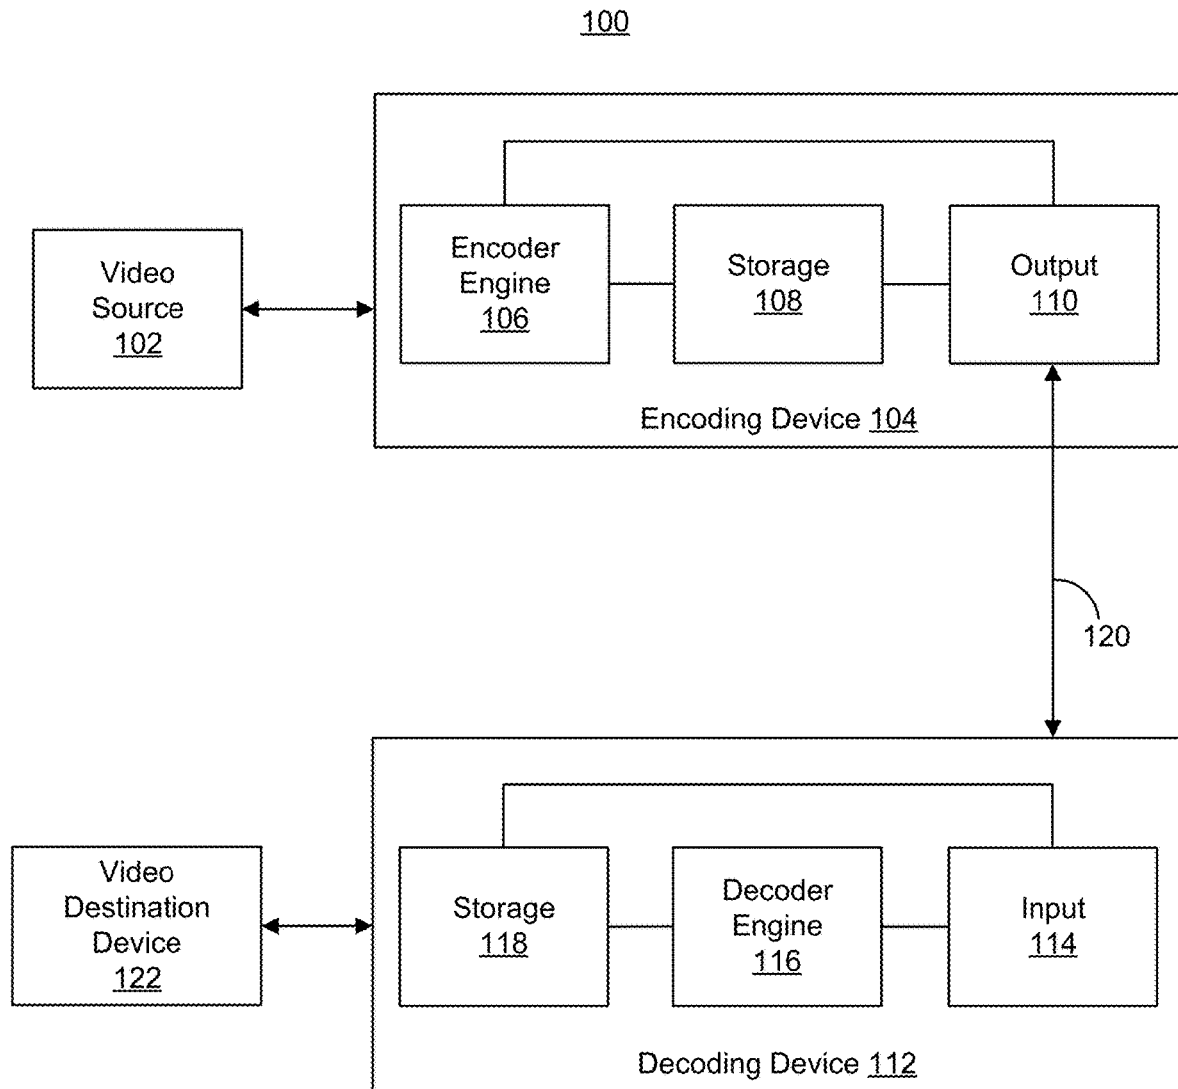 100
Video
Source
102
Encoder
Engine
106
Storage
108
Output
110
Encoding Device 104
120
Video
Destination
Device
122
Storage
118
Decoder
Engine
116
Input
114
Decoding Device 112